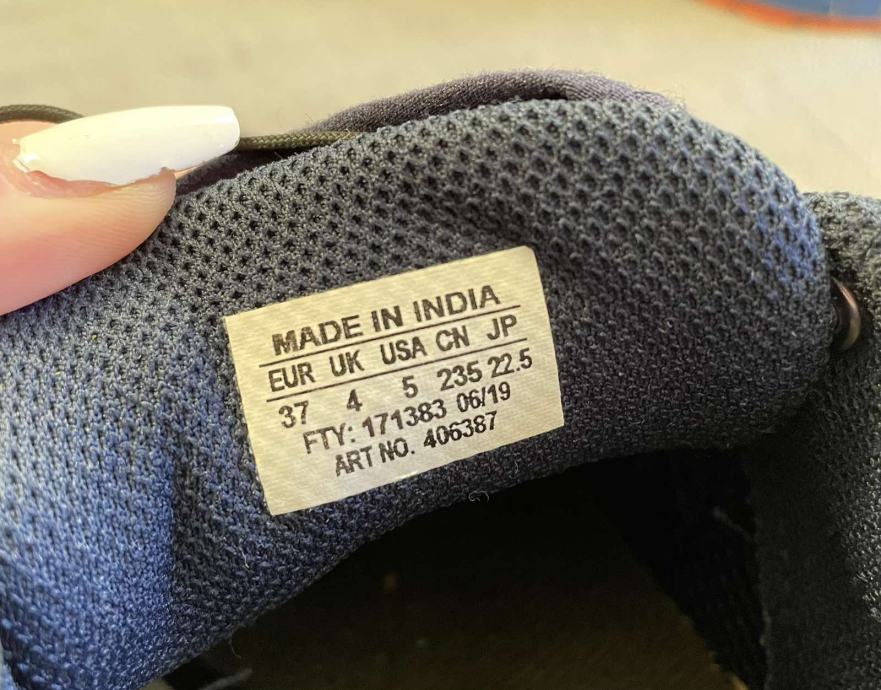 MADE IN INDIA
EUR UK USA CN JP
37 4 5 235 22.5
FTY: 171383 06/19
ART NO. 406387